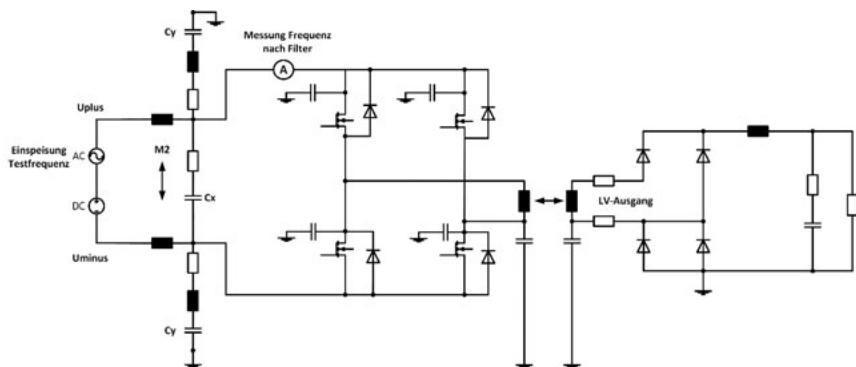 Cy
Messung Frequenz
nach Filter
A
Uplus
Einspeisung
Testfrequenz
AC
M2
DC
Cx
LV-Ausgang
Uminus
Cy